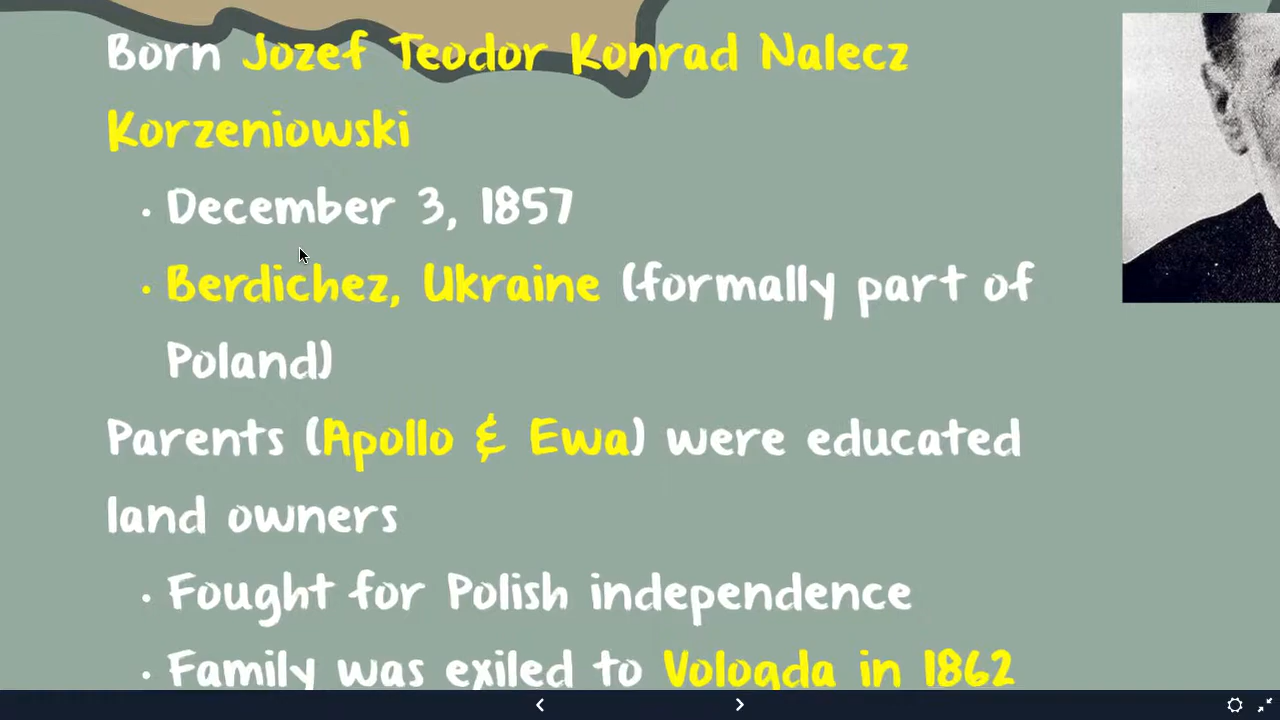 Born Jozef Teodor Konrad Nalecz
Korzeniowski
• December 3, 1857
• Berdichez, Ukraine (formally part of
Poland)
Parents (Apollo & Ewa) were educated
land owners
• Fought for Polish independence
• Family was exiled to Vologda in 1862